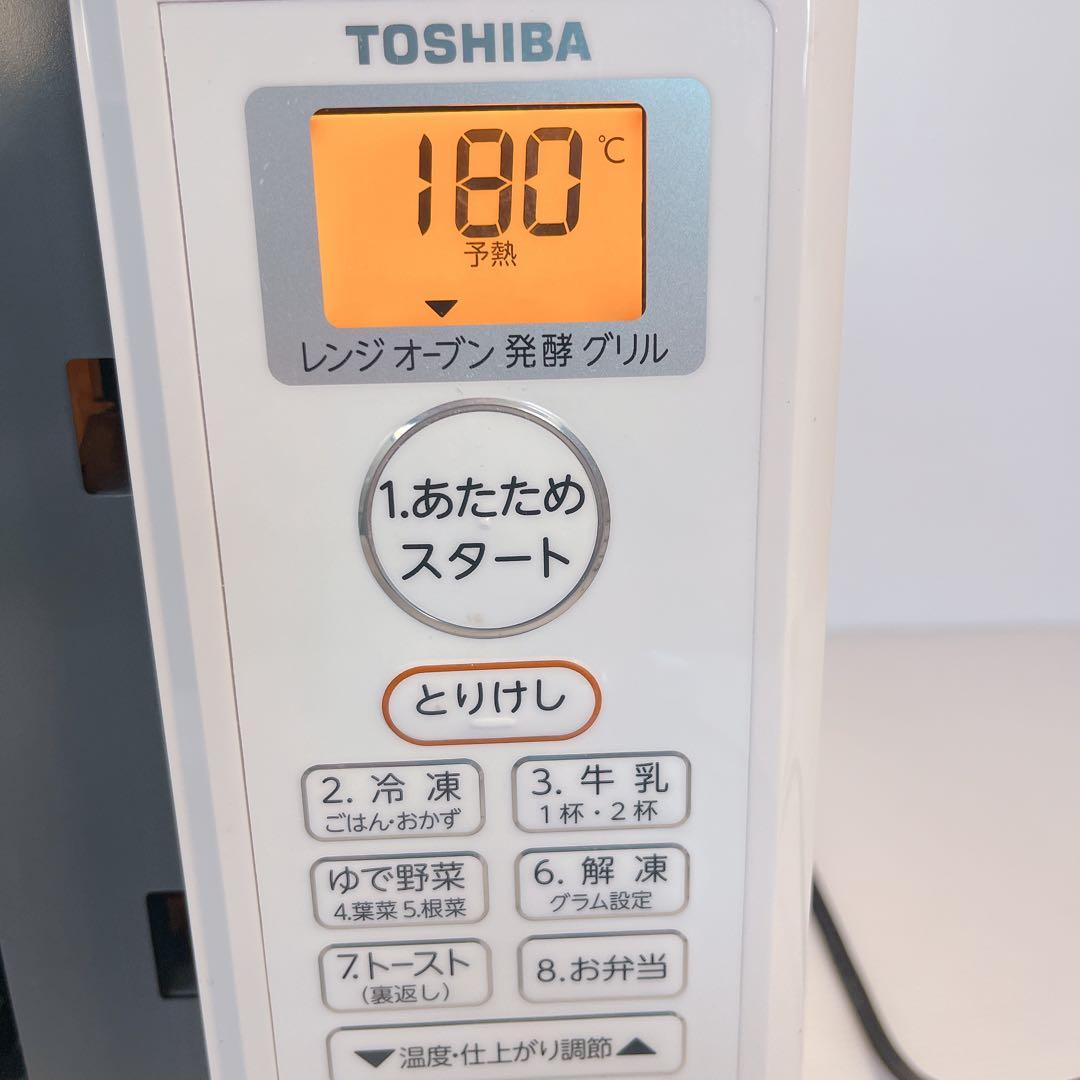 TOSHIBA
180 ℃
予熱
▼
レンジ オーブン 発酵 グリル
1.あたため
スタート
とりけし
2. 冷 凍
ごはん・おかず
3. 牛 乳
1杯・2杯
ゆで野菜
4.葉菜 5.根菜
6. 解 凍
グラム設定
7.トースト
(裏返し)
8.お弁当
▼温度・仕上がり調節▲